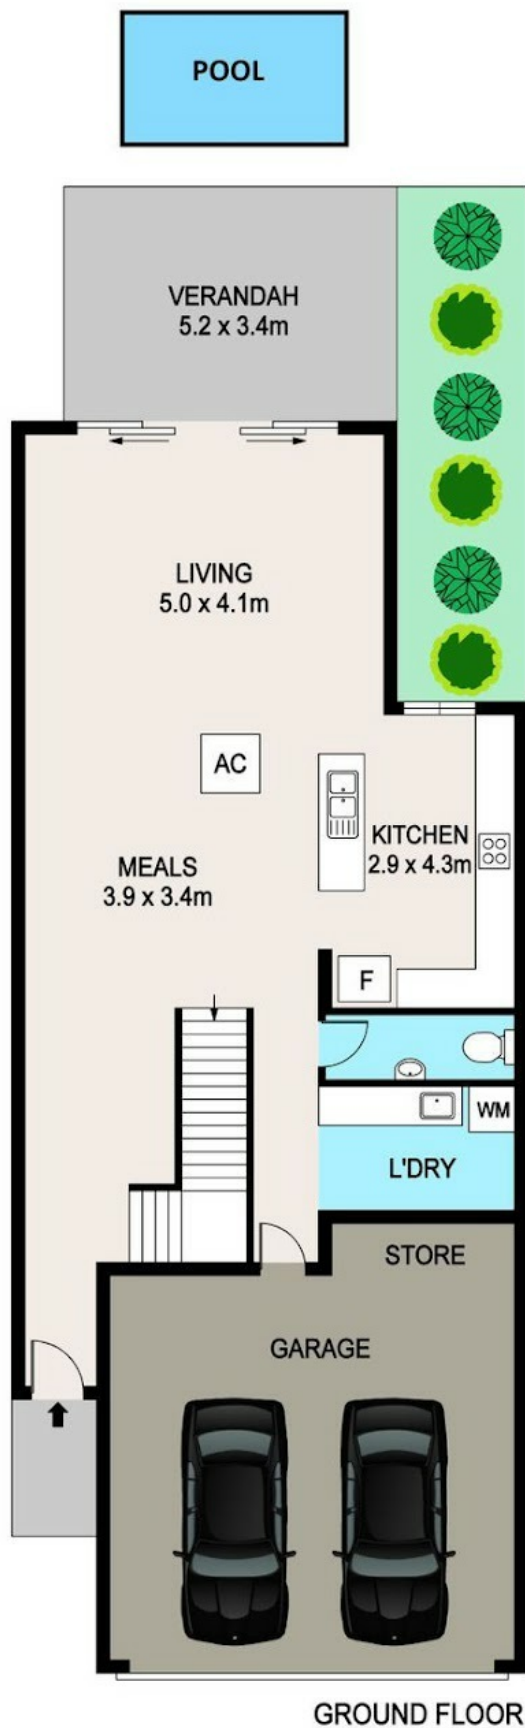 POOL
VERANDAH
5.2 x 3.4m
LIVING
5.0 x 4.1m
AC
KITCHEN
2.9 x 4.3m
MEALS
3.9 x 3.4m
F
WM
L'DRY
STORE
GARAGE
GROUND FLOOR